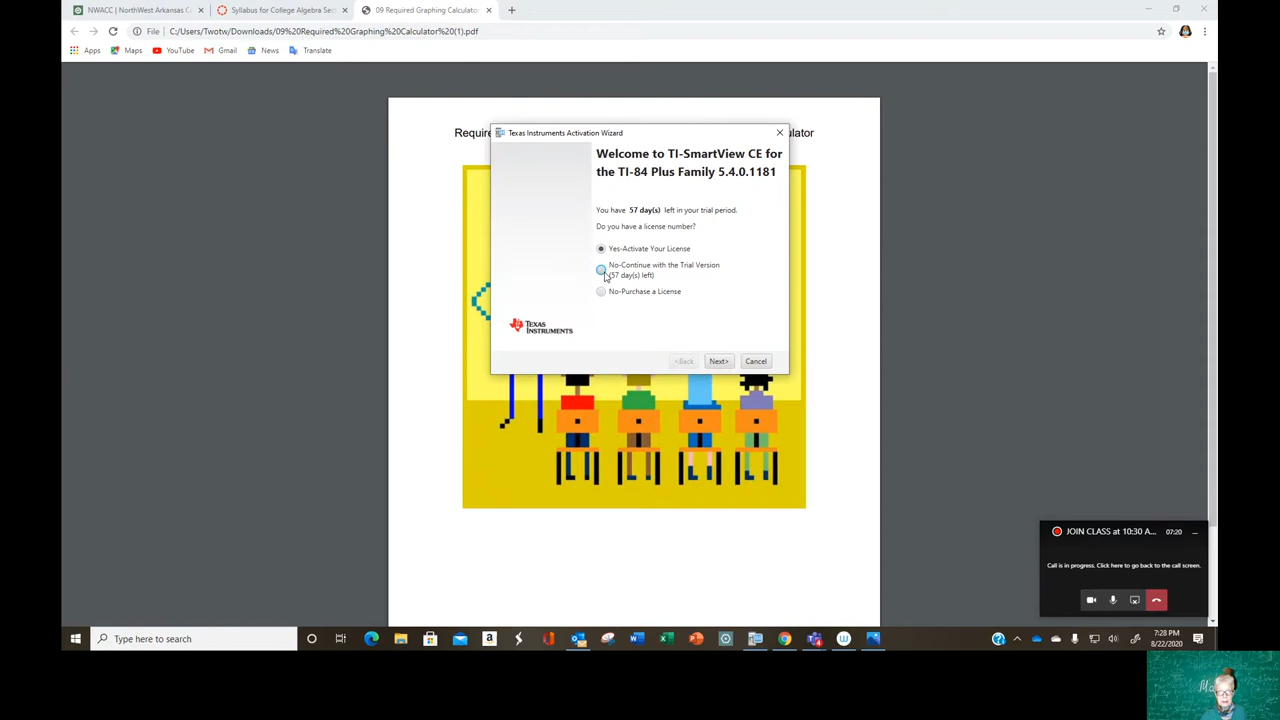 NWACC | NorthWest Arkansas C
Syllabus for College Algebra Sec
09 Required Graphing Calculator
File
C:/Users/Twotw/Downloads/09%20Required%20Graphing%20Calculator%20(1).pdf
Apps
Maps
YouTube
Gmail
News
Translate
Requir
ulator
Texas Instruments Activation Wizard
Welcome to TI-SmartView CE for
the TI-84 Plus Family 5.4.0.1181
You have 57 day(s) left in your trial period.
Do you have a license number?
Yes-Activate Your License
No-Continue with the Trial Version
(57 day(s) left)
No-Purchase a License
TEXAS
INSTRUMENTS
<Back
Next>
Cancel
JOIN CLASS at 10:30 A...
07:20
Call is in progress. Click here to go back to the call screen.
Type here to search
7:28 PM
8/22/2020